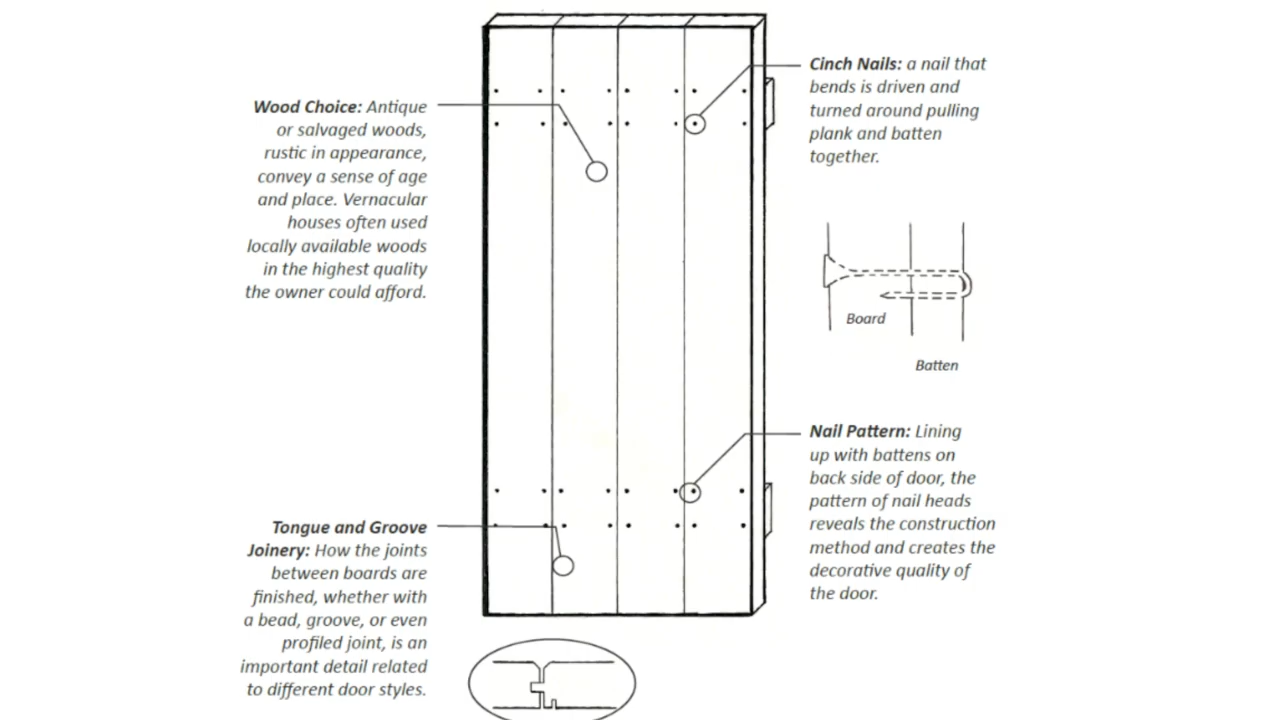 Wood Choice: Antique
or salvaged woods,
rustic in appearance,
convey a sense of age
and place. Vernacular
houses often used
locally available woods
in the highest quality
the owner could afford.
Tongue and Groove
Joinery: How the joints
between boards are
finished, whether with
a bead, groove, or even
profiled joint, is an
important detail related
to different door styles.
Cinch Nails: a nail that
bends is driven and
turned around pulling
plank and batten
together.
Board
Batten
Nail Pattern: Lining
up with battens on
back side of door, the
pattern of nail heads
reveals the construction
method and creates the
decorative quality of
the door.